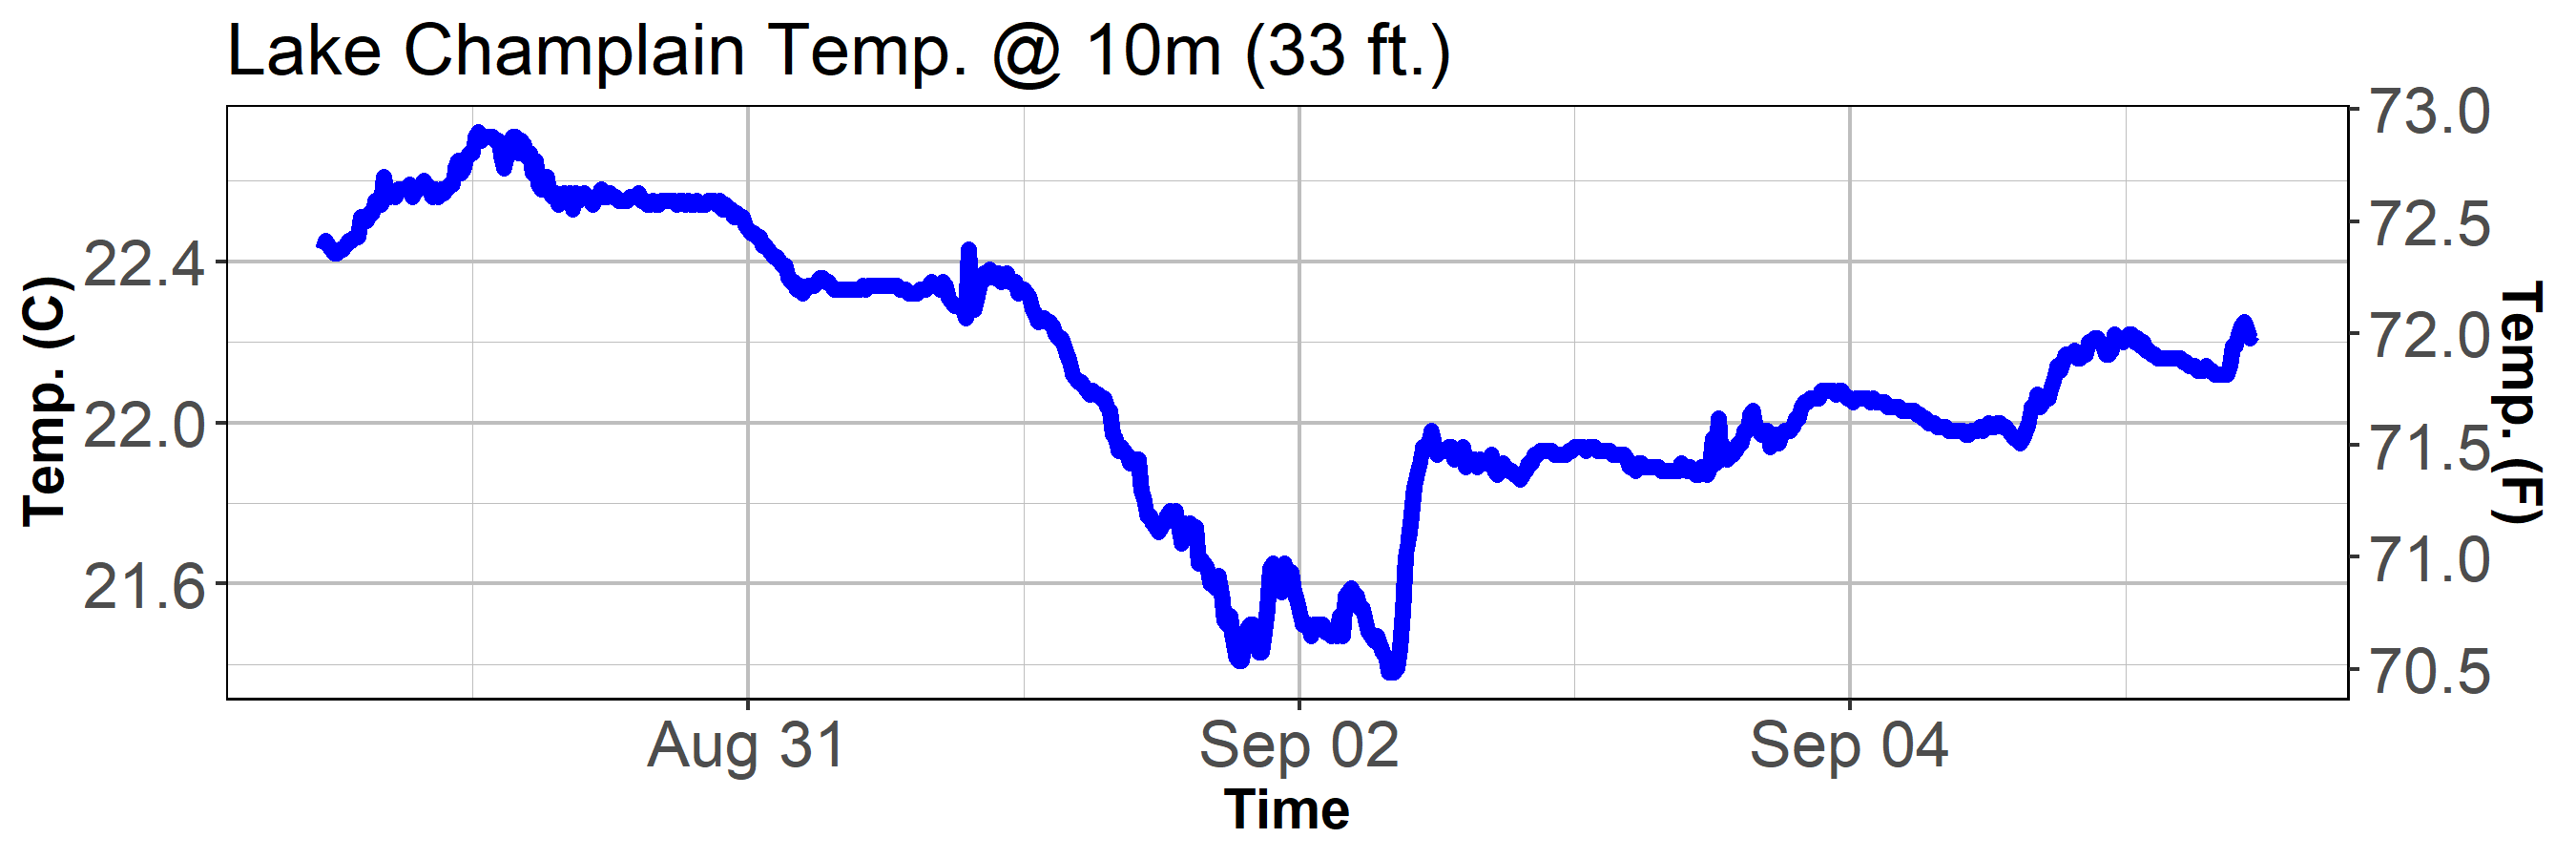 Lake Champlain Temp. @ 10m (33 ft.)
Temp. (C)
22.4
22.0
21.6
73.0
72.5
72.0
71.5
71.0
70.5
Temp. (F)
Aug 31 Sep 02 Sep 04
Time